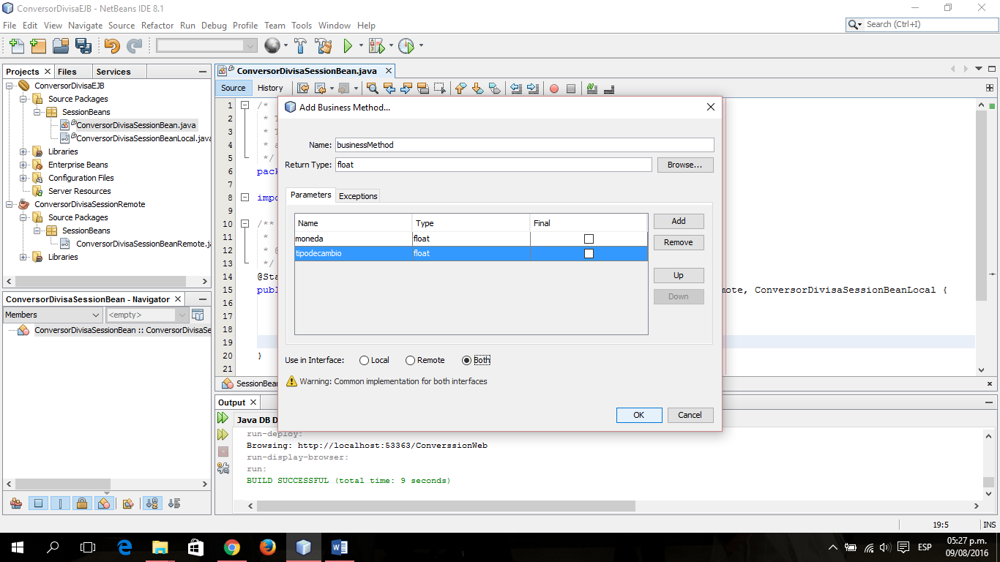 ConversorDivisaEJB - NetBeans IDE 8.1
File Edit View Navigate Source Refactor Run Debug Profile Team Tools Window Help
Search (Ctrl+I)
Projects Files Services
ConversorDivisaEJB
Source Packages
SessionBeans
ConversorDivisaSessionBean.java
ConversorDivisaSessionBeanLocal.java
Libraries
Enterprise Beans
Configuration Files
Server Resources
ConversorDivisaSessionRemote
Source Packages
SessionBeans
ConversorDivisaSessionBeanRemote.j
Libraries
ConversorDivisaSessionBean - Navigator
Members
<empty>
ConversorDivisaSessionBean :: ConversorDivisaSe
ConversorDivisaSessionBean.java
Source History
1 /*
2 * T
3 * T
4 * a
5 */
6 pack
7
8 impo
9
10 /**
11 *
12 * @
13 */
14 @Sta
15 publ mote, ConversorDivisaSessionBeanLocal {
16
17
18
19
20 }
21
SessionBean
Add Business Method...
Name: businessMethod
Return Type: float Browse...
Parameters Exceptions
Name Type Final
moneda float
tipodecambio float
Add
Remove
Up
Down
Use in Interface: Local Remote Both
Warning: Common implementation for both interfaces
OK Cancel
Output
Java DB D
run-deploy:
Browsing: http://localhost:53363/ConverssionWeb
run-display-browser:
run:
BUILD SUCCESSFUL (total time: 9 seconds)
19:5 INS
ESP
05:27 p.m.
09/08/2016